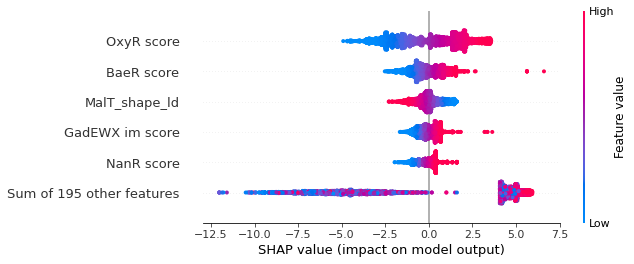 High
OxyR score
BaeR score
MalT_shape_ld
GadEWX im score
NanR score
Sum of 195 other features
Feature value
Low
−12.5 −10.0 −7.5 −5.0 −2.5 0.0 2.5 5.0 7.5
SHAP value (impact on model output)